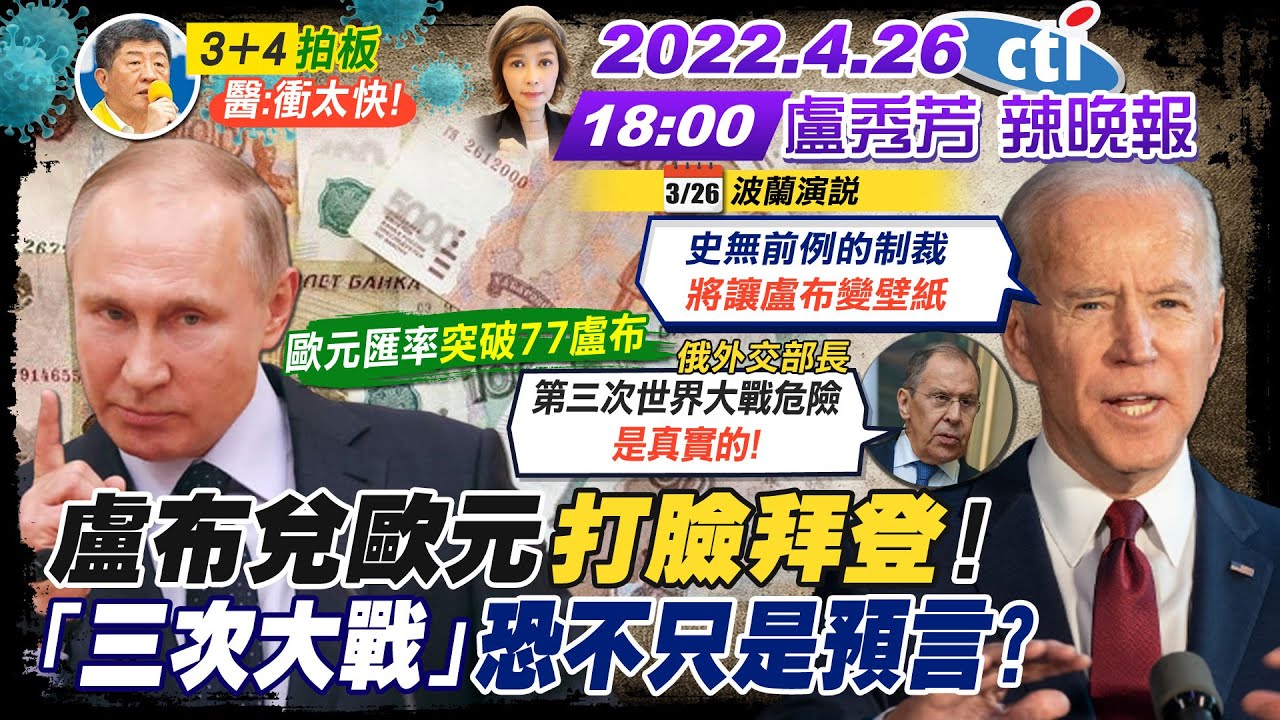 3+4拍板
醫:衝太快!
2022.4.26
cti
18:00
盧秀芳 辣晚報
3/26 波蘭演說
史無前例的制裁
將讓盧布變壁紙
歐元匯率突破77盧布
俄外交部長
第三次世界大戰危險
是真實的!
盧布兌歐元打臉拜登!
「三次大戰」恐不只是預言?
2612000
5000